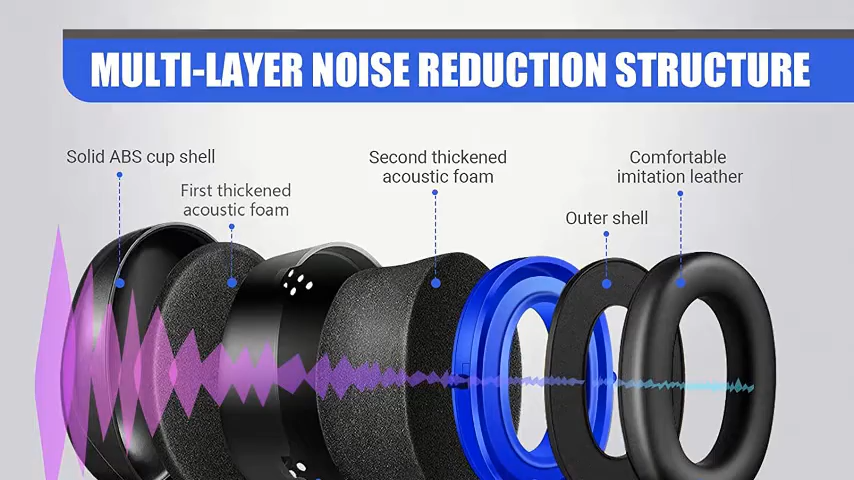 MULTI-LAYER NOISE REDUCTION STRUCTURE
Solid ABS cup shell
First thickened
acoustic foam
Second thickened
acoustic foam
Outer shell
Comfortable
imitation leather